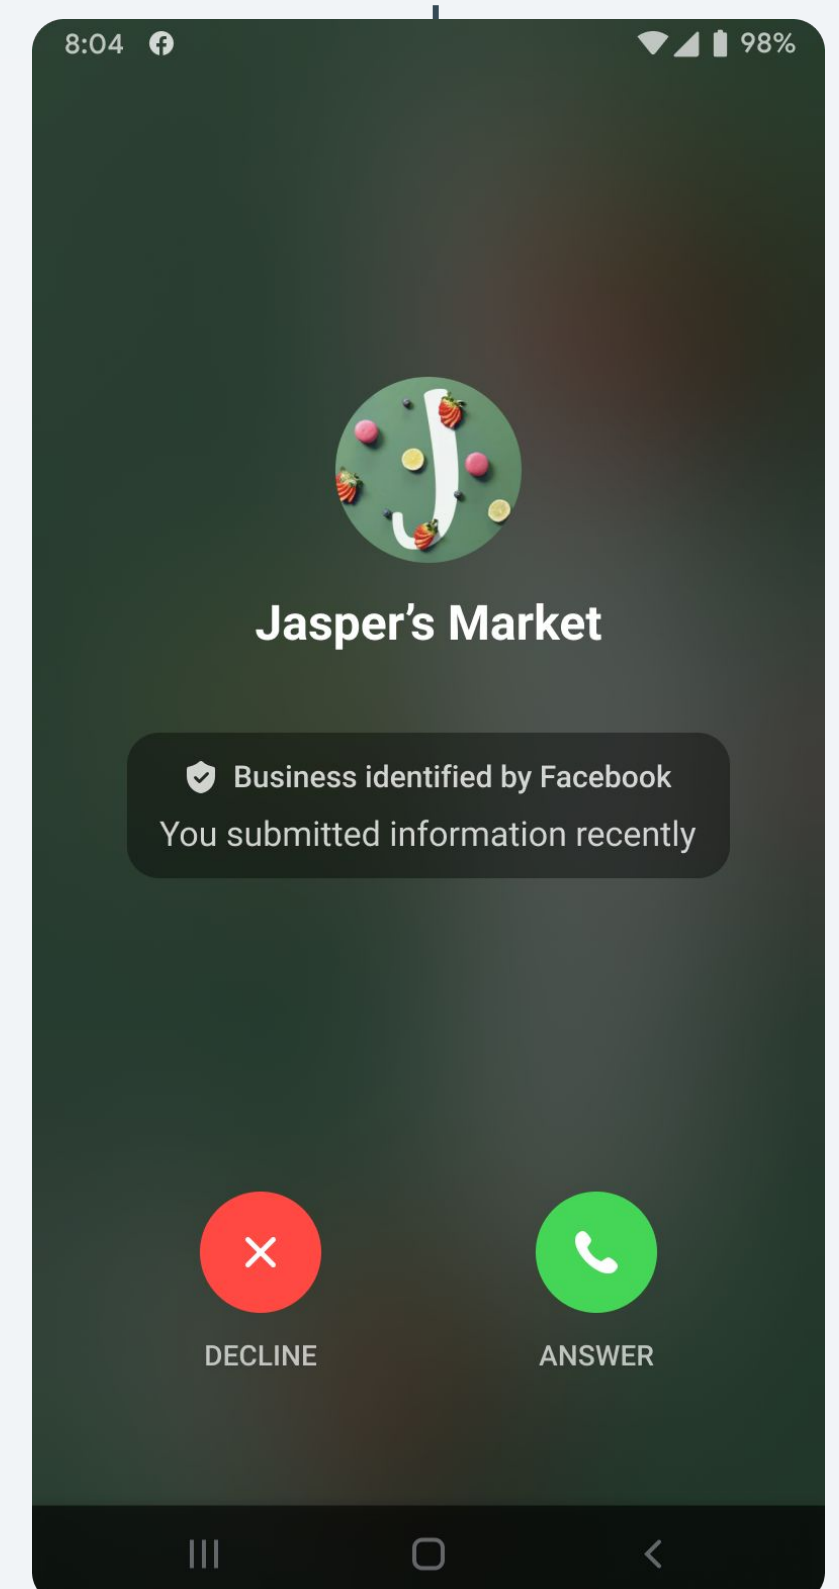 8:04 98%
J
Jasper’s Market
Business identified by Facebook
You submitted information recently
DECLINE ANSWER